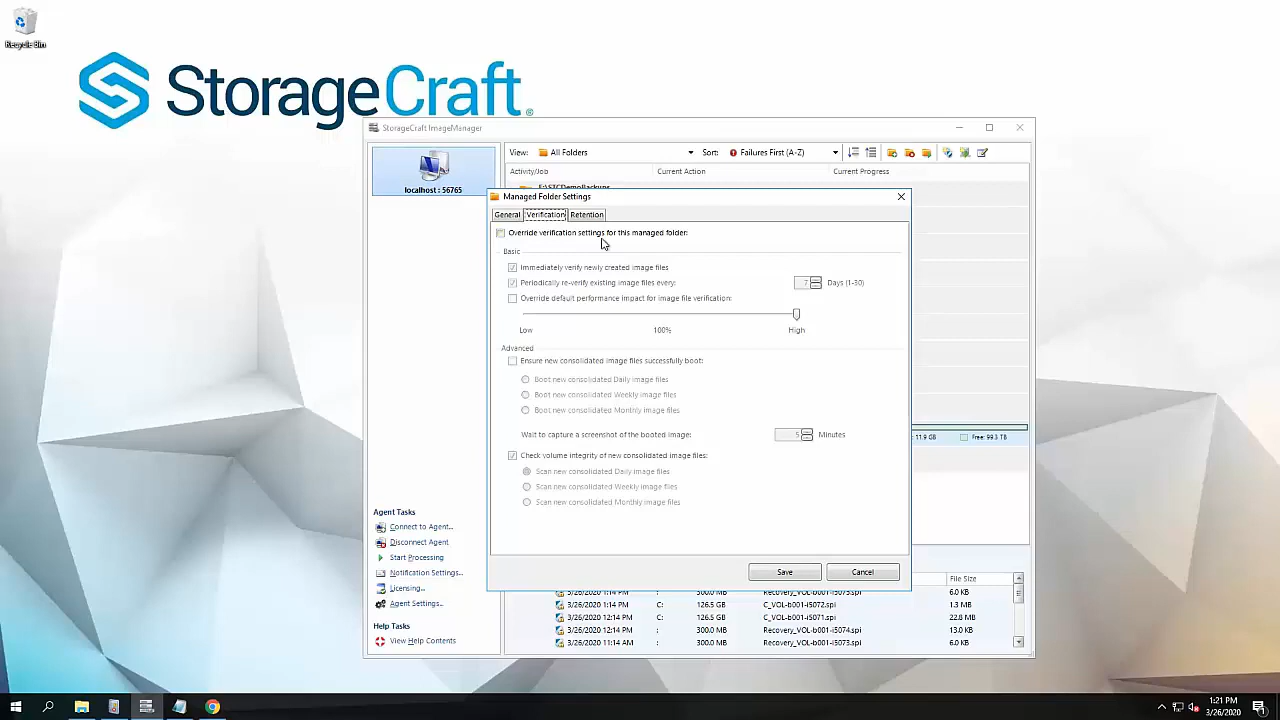 Recycle Bin
StorageCraft®
StorageCraft ImageManager
View: All Folders Sort: Failures First (A-Z)
localhost : 56765
Activity/Job Current Action Current Progress
E:\STCDemoBackups
Managed Folder Settings
General Verification Retention
Override verification settings for this managed folder:
Basic
Immediately verify newly created image files
Periodically re-verify existing image files every: 7 Days (1-30)
Override default performance impact for image file verification:
Low 100% High
Advanced
Ensure new consolidated image files successfully boot:
Boot new consolidated Daily image files
Boot new consolidated Weekly image files
Boot new consolidated Monthly image files
Wait to capture a screenshot of the booted image: 5 Minutes
Check volume integrity of new consolidated image files:
Scan new consolidated Daily image files
Scan new consolidated Weekly image files
Scan new consolidated Monthly image files
Save Cancel
11.9 GB Free: 99.3 TB
Agent Tasks
Connect to Agent...
Disconnect Agent
Start Processing
Notification Settings...
Licensing...
Agent Settings...
Help Tasks
View Help Contents
File Size
3/26/2020 1:14 PM : 300.0 MB Recovery_VOL-b001-i5075.spi 6.0 KB
3/26/2020 1:14 PM C: 126.5 GB C_VOL-b001-i5072.spi 1.3 MB
3/26/2020 12:14 PM C: 126.5 GB C_VOL-b001-i5071.spi 22.8 MB
3/26/2020 12:14 PM : 300.0 MB Recovery_VOL-b001-i5074.spi 13.0 KB
3/26/2020 11:14 AM : 300.0 MB Recovery_VOL-b001-i5073.spi 6.0 KB
1:21 PM
3/26/2020